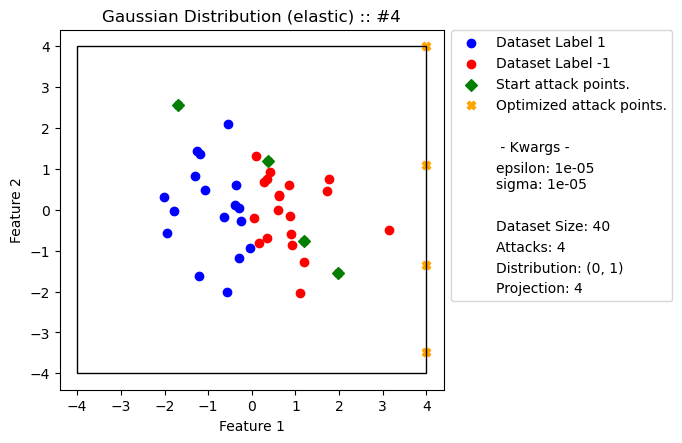 Gaussian Distribution (elastic) :: #4
Dataset Label 1
Dataset Label -1
Start attack points.
Optimized attack points.
- Kwargs -
epsilon: 1e-05
sigma: 1e-05
Dataset Size: 40
Attacks: 4
Distribution: (0, 1)
Projection: 4
Feature 2
4
3
2
1
0
−1
−2
−3
−4
−4
−3
−2
−1
0
1
2
3
4
Feature 1